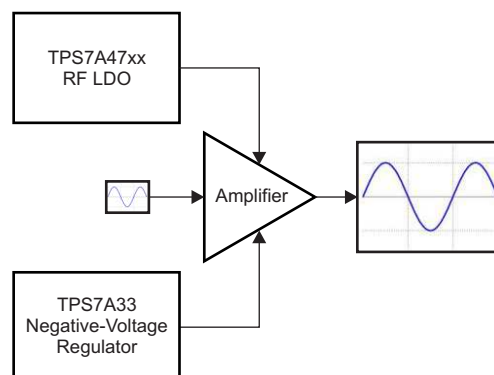 TPS7A47xx
RF LDO
Amplifier
TPS7A33
Negative-Voltage
Regulator